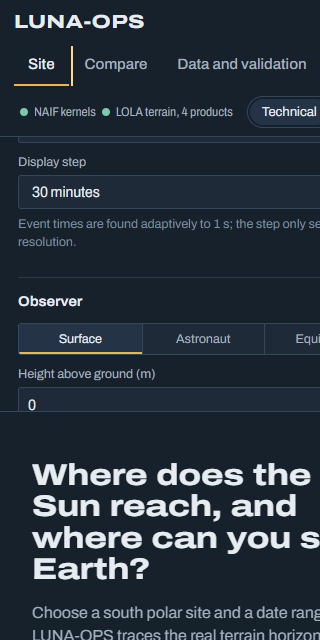 LUNA-OPS
Site Compare Data and validation
NAIF kernels LOLA terrain, 4 products Technical
Display step
30 minutes
Event times are found adaptively to 1 s; the step only se
resolution.
Observer
Surface Astronaut Equi
Height above ground (m)
0
Where does the
Sun reach, and
where can you s
Earth?
Choose a south polar site and a date rang
LUNA-OPS traces the real terrain horizon